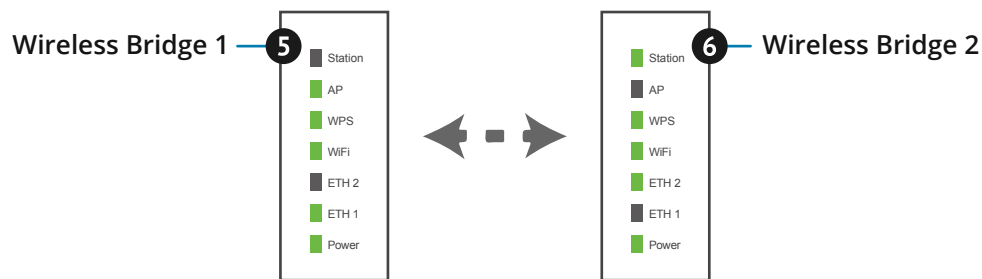 Wireless Bridge 1
5
Station
AP
WPS
WiFi
ETH 2
ETH 1
Power
6
Wireless Bridge 2
Station
AP
WPS
WiFi
ETH 2
ETH 1
Power